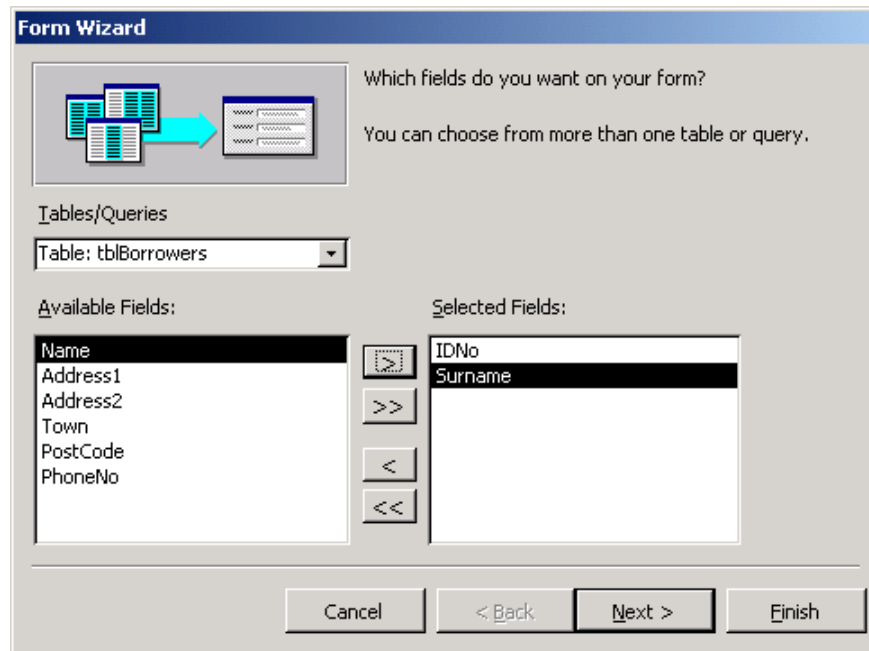 Form Wizard
Which fields do you want on your form?
You can choose from more than one table or query.
Tables/Queries
Table: tblBorrowers
Available Fields:
Selected Fields:
Name
Address1
Address2
Town
PostCode
PhoneNo
>
>>
<
<<
IDNo
Surname
Cancel
< Back
Next >
Finish